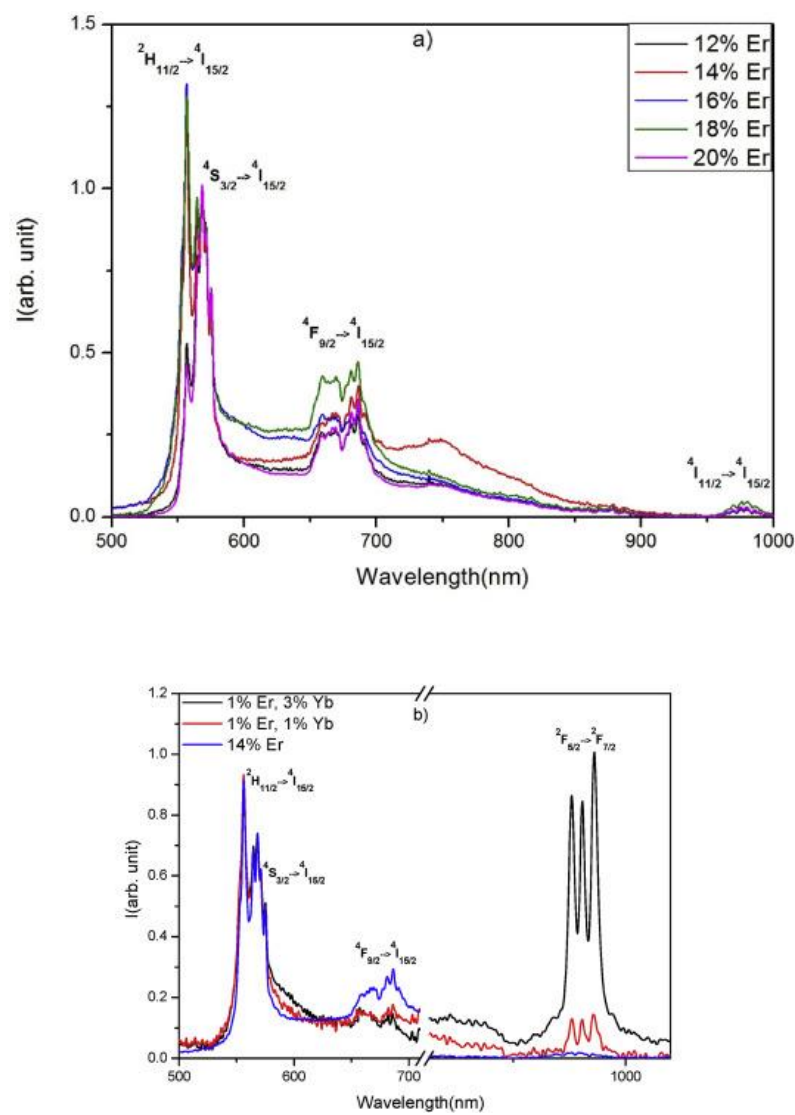 a)
1.5
1.0
0.5
0.0
I(arb. unit)
²H₁₁/₂→⁴I₁₅/₂
⁴S₃/₂→⁴I₁₅/₂
⁴F₉/₂→⁴I₁₅/₂
⁴I₁₁/₂→⁴I₁₅/₂
12% Er
14% Er
16% Er
18% Er
20% Er
500 600 700 800 900 1000
Wavelength(nm)
b)
1.2
1.0
0.8
0.6
0.4
0.2
0.0
I(arb. unit)
1% Er, 3% Yb
1% Er, 1% Yb
14% Er
²H₁₁/₂→⁴I₁₅/₂
⁴S₃/₂→⁴I₁₅/₂
⁴F₉/₂→⁴I₁₅/₂
²F₅/₂→²F₇/₂
500 600 700 1000
Wavelength(nm)